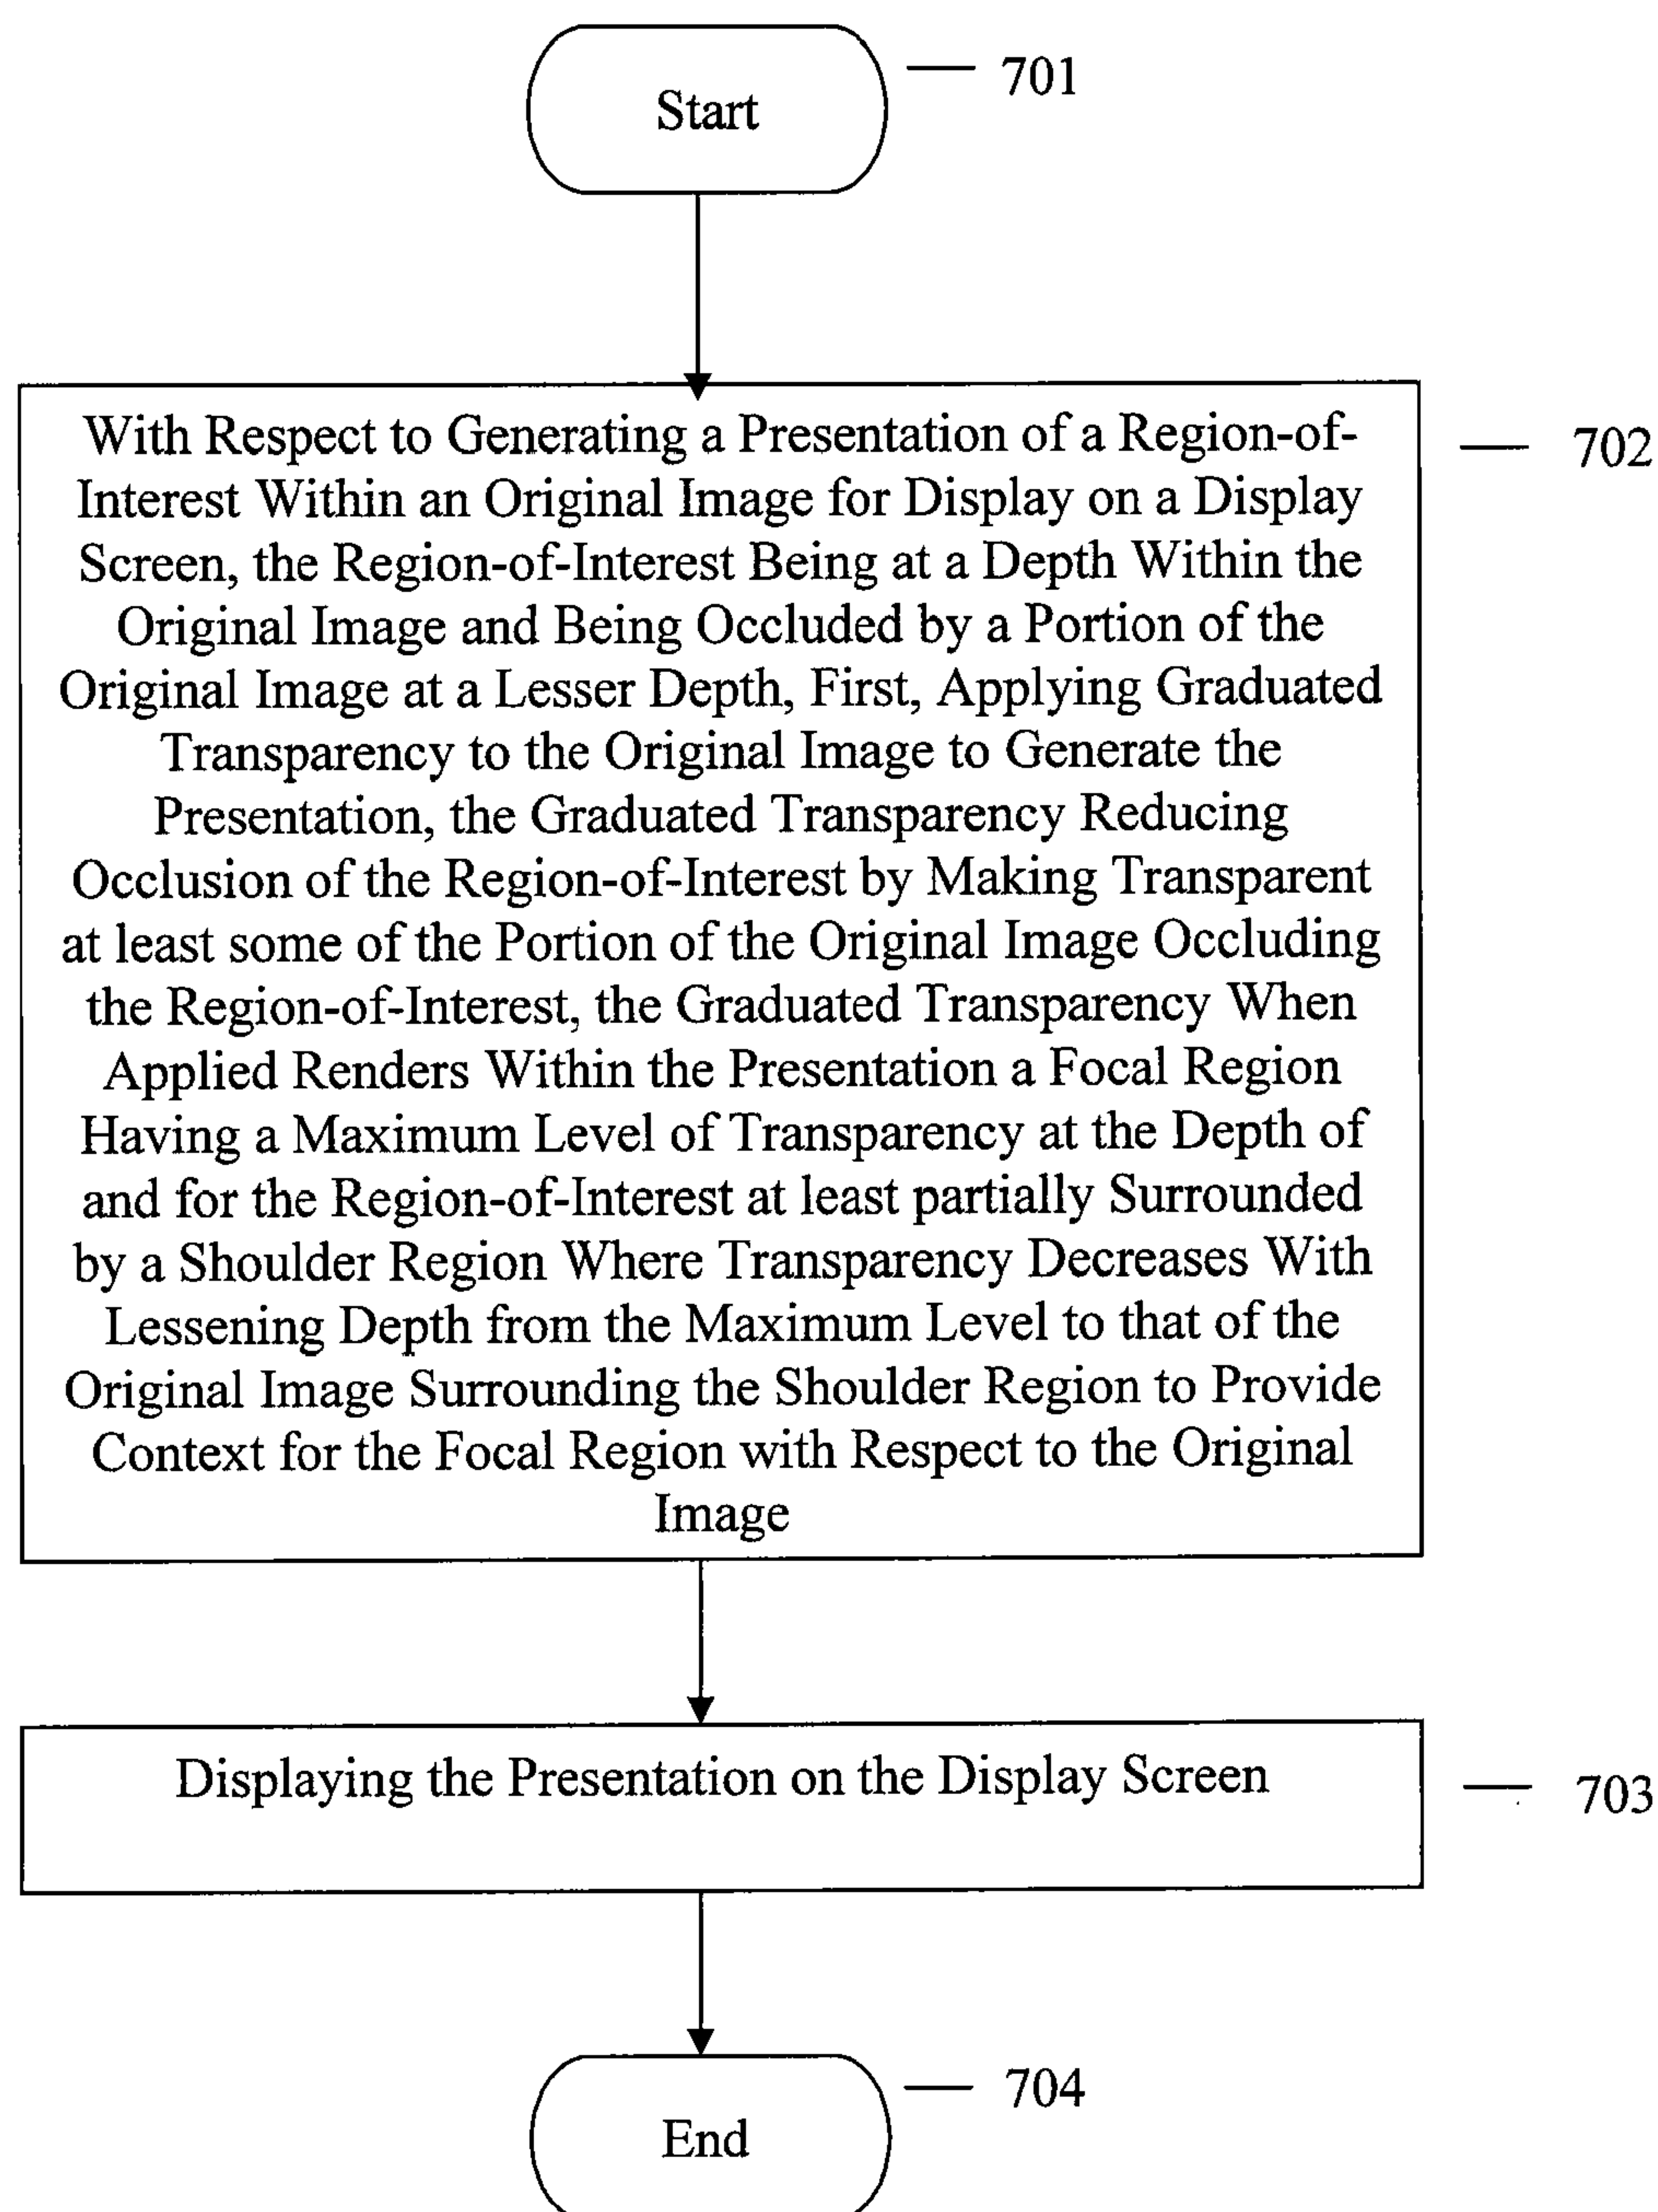 Start
701
With Respect to Generating a Presentation of a Region-of-
Interest Within an Original Image for Display on a Display
Screen, the Region-of-Interest Being at a Depth Within the
Original Image and Being Occluded by a Portion of the
Original Image at a Lesser Depth, First, Applying Graduated
Transparency to the Original Image to Generate the
Presentation, the Graduated Transparency Reducing
Occlusion of the Region-of-Interest by Making Transparent
at least some of the Portion of the Original Image Occluding
the Region-of-Interest, the Graduated Transparency When
Applied Renders Within the Presentation a Focal Region
Having a Maximum Level of Transparency at the Depth of
and for the Region-of-Interest at least partially Surrounded
by a Shoulder Region Where Transparency Decreases With
Lessening Depth from the Maximum Level to that of the
Original Image Surrounding the Shoulder Region to Provide
Context for the Focal Region with Respect to the Original
Image
702
Displaying the Presentation on the Display Screen
703
End
704